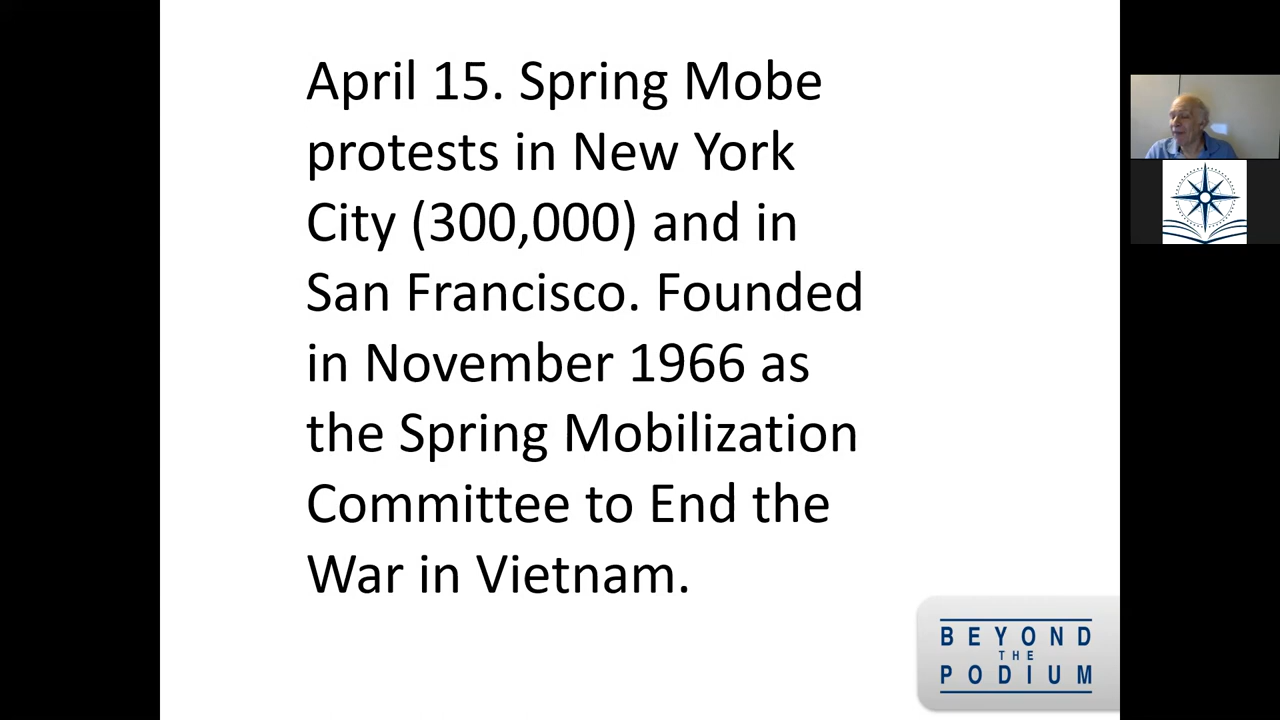 April 15. Spring Mobe
protests in New York
City (300,000) and in
San Francisco. Founded
in November 1966 as
the Spring Mobilization
Committee to End the
War in Vietnam.
BEYOND
THE
PODIUM